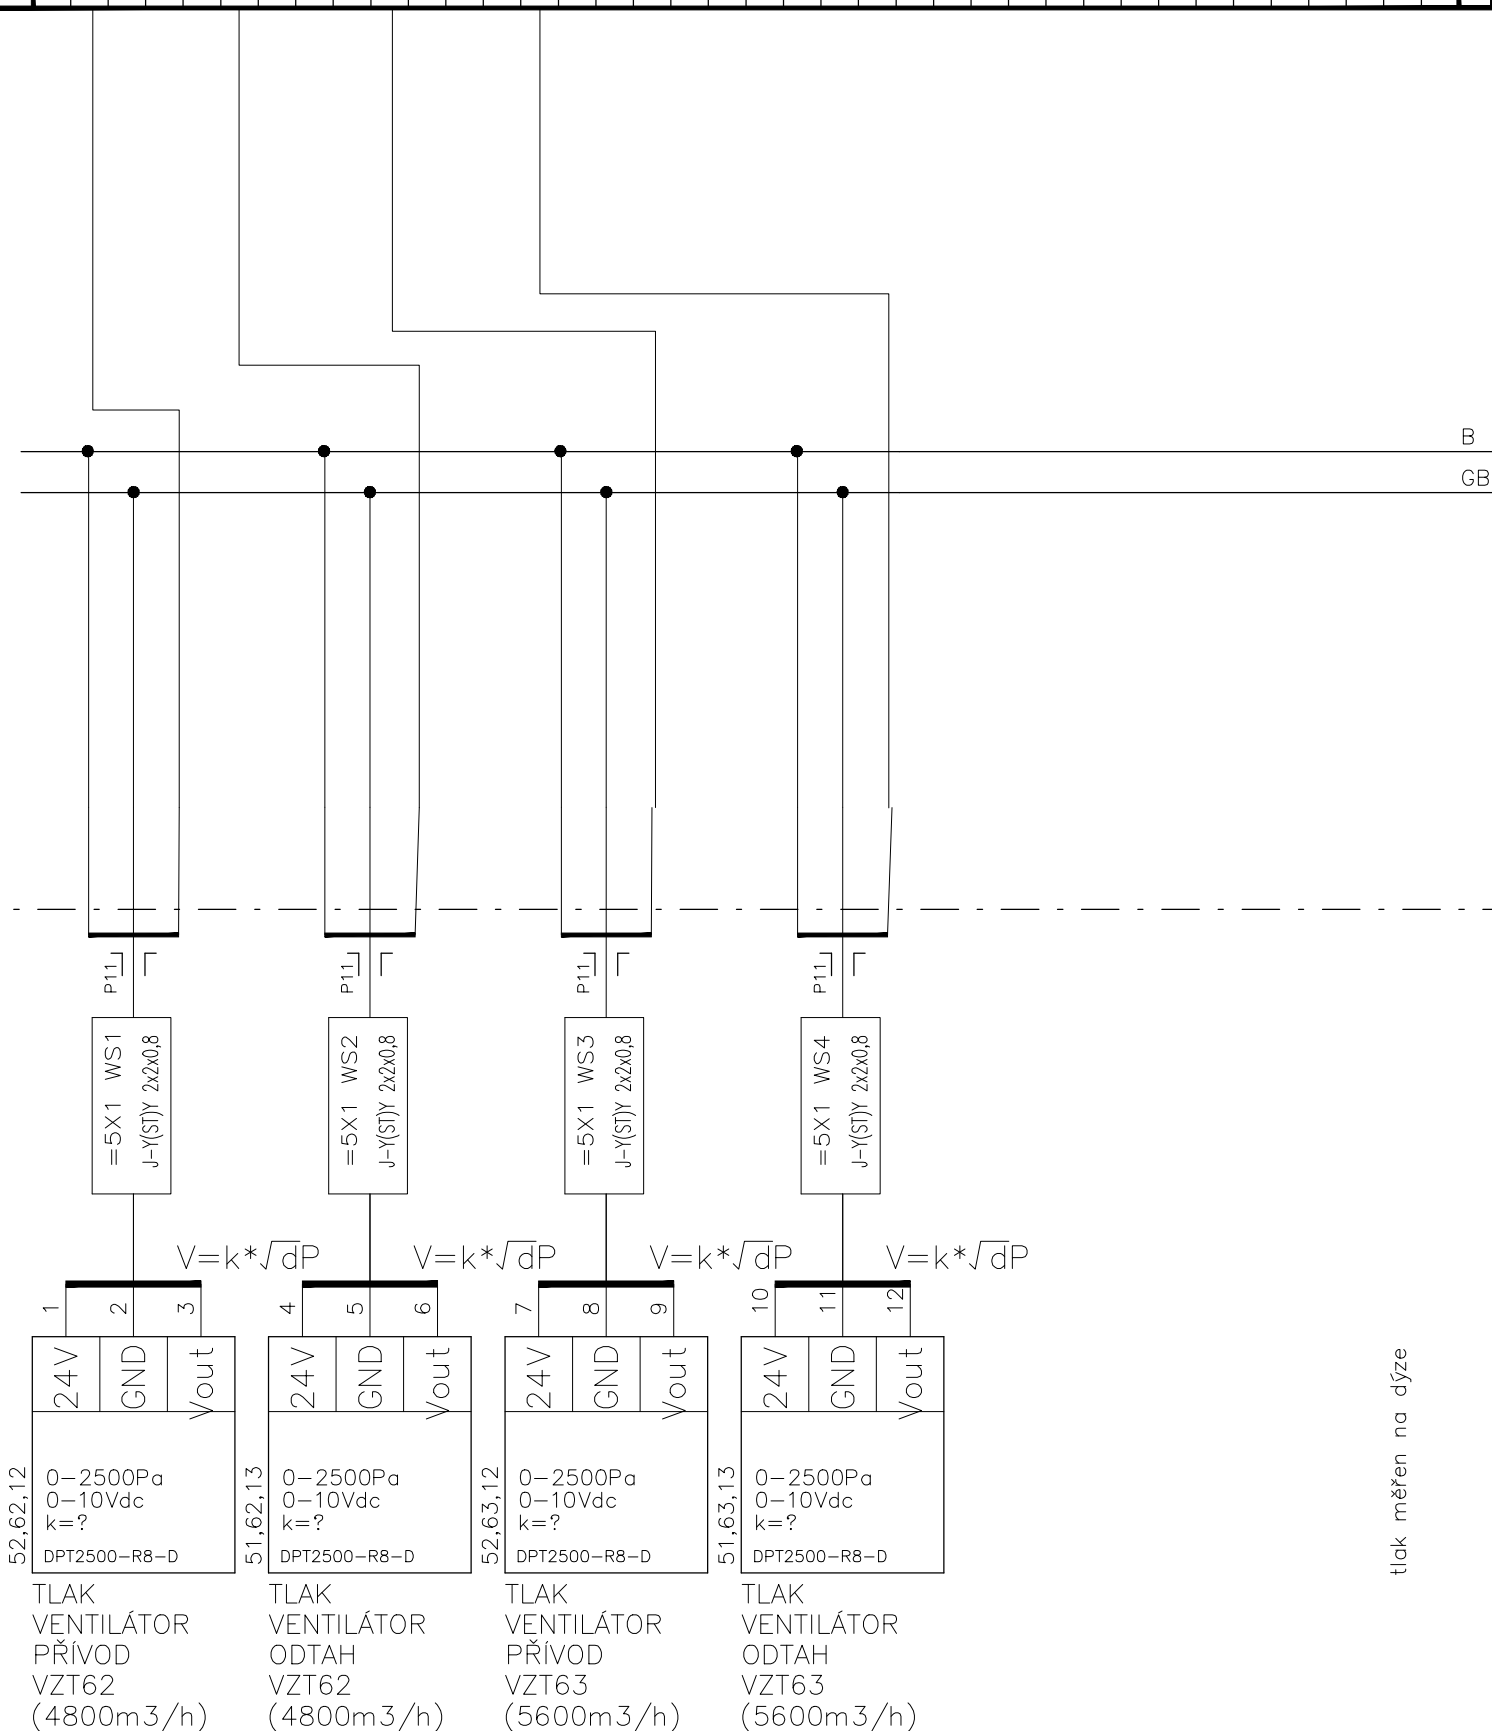 B
GB
P11
P11
P11
P11
=5X1 WS1
J-Y(ST)Y 2x2x0,8
=5X1 WS2
J-Y(ST)Y 2x2x0,8
=5X1 WS3
J-Y(ST)Y 2x2x0,8
=5X1 WS4
J-Y(ST)Y 2x2x0,8
V=k*√dP
V=k*√dP
V=k*√dP
V=k*√dP
1 2 3
4 5 6
7 8 9
10 11 12
24V GND Vout
24V GND Vout
24V GND Vout
24V GND Vout
52,62,12
0-2500Pa
0-10Vdc
k=?
DPT2500-R8-D
TLAK
VENTILÁTOR
PŘÍVOD
VZT62
(4800m3/h)
51,62,13
0-2500Pa
0-10Vdc
k=?
DPT2500-R8-D
TLAK
VENTILÁTOR
ODTAH
VZT62
(4800m3/h)
52,63,12
0-2500Pa
0-10Vdc
k=?
DPT2500-R8-D
TLAK
VENTILÁTOR
PŘÍVOD
VZT63
(5600m3/h)
51,63,13
0-2500Pa
0-10Vdc
k=?
DPT2500-R8-D
TLAK
VENTILÁTOR
ODTAH
VZT63
(5600m3/h)
tlak měřen na dýze